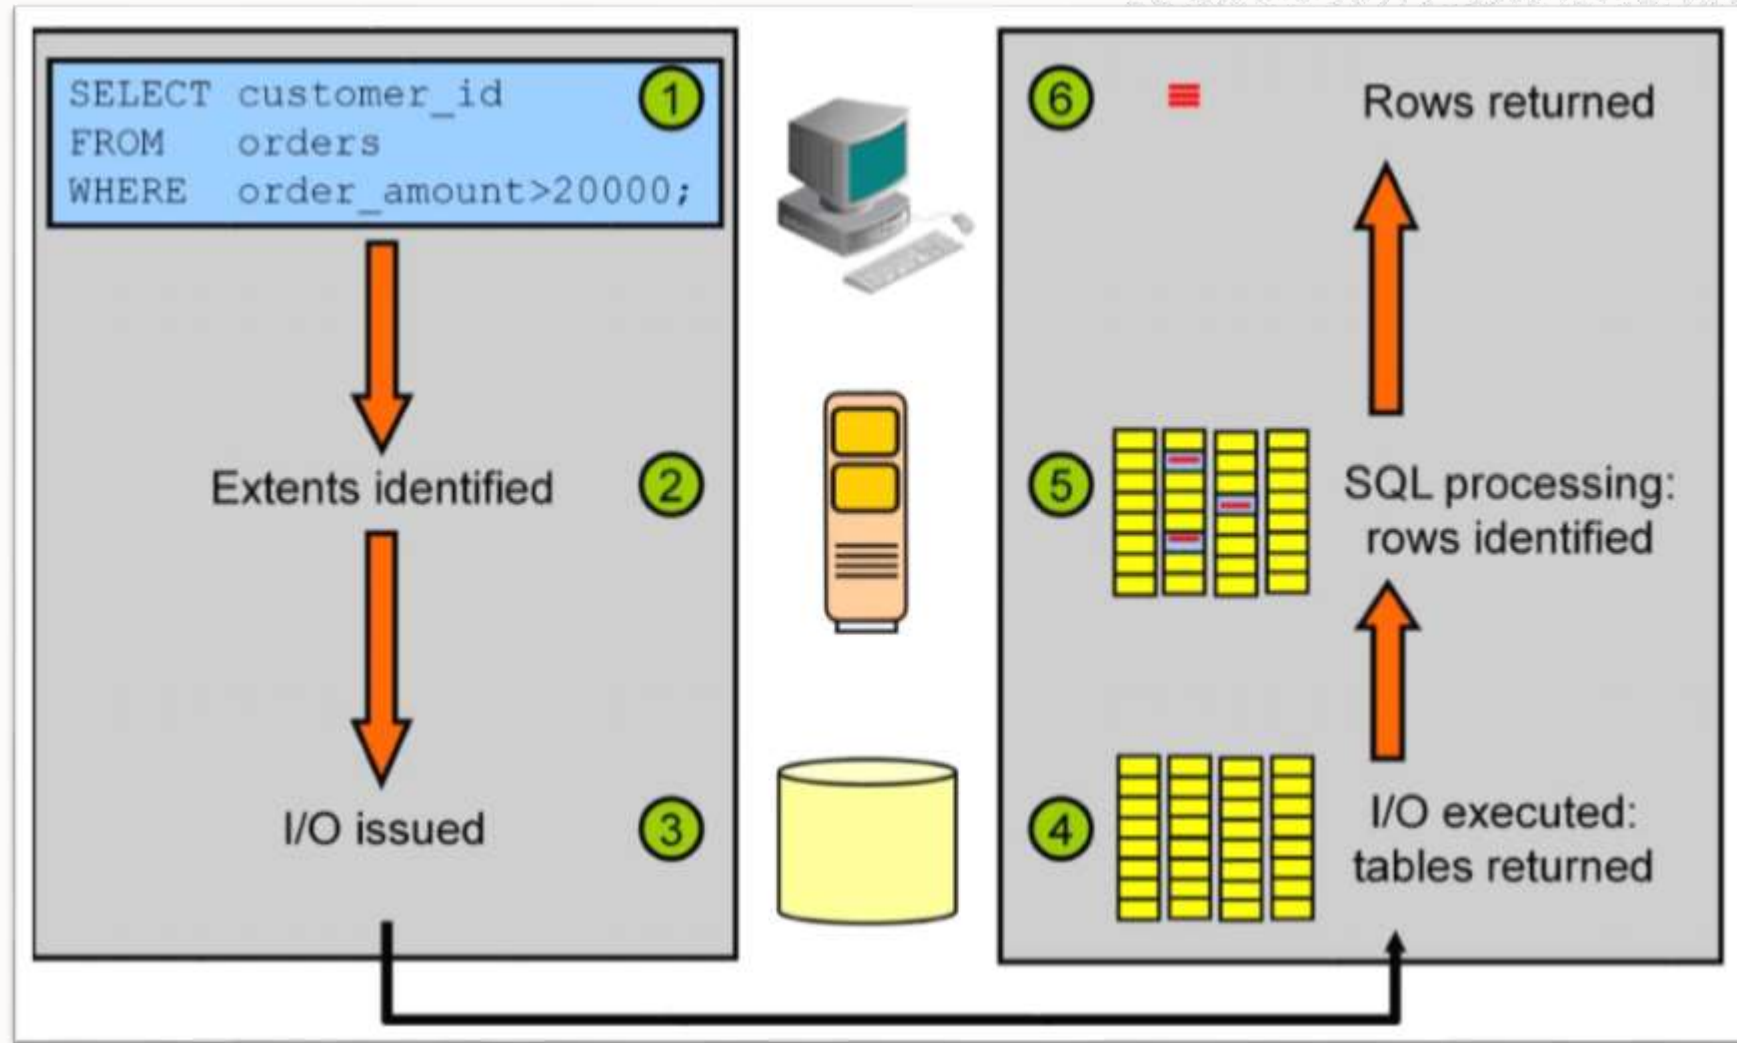 SELECT customer_id
FROM orders
WHERE order_amount>20000;
1
Extents identified
2
I/O issued
3
6
Rows returned
5
SQL processing:
rows identified
4
I/O executed:
tables returned